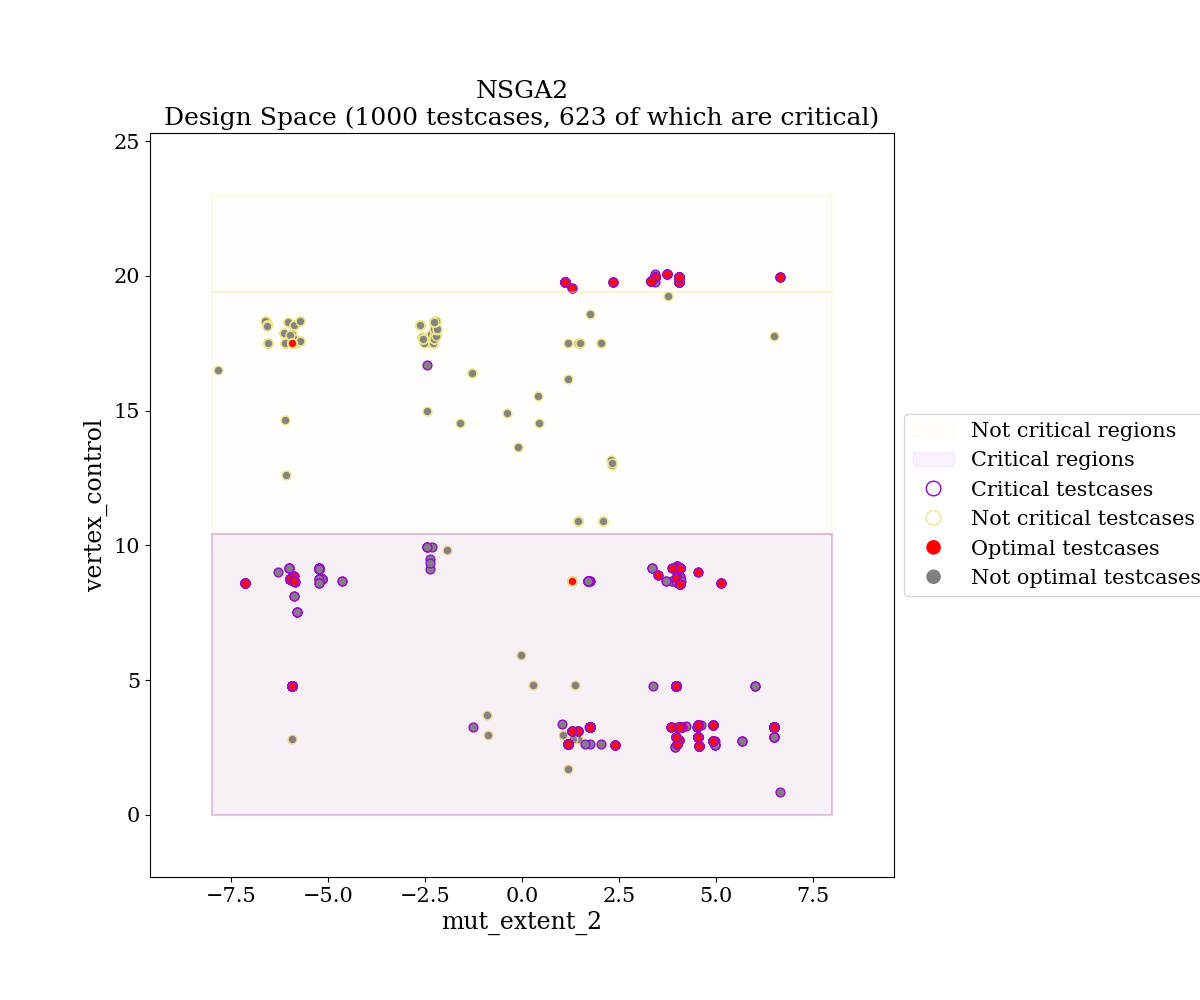 NSGA2
Design Space (1000 testcases, 623 of which are critical)
25
20
15
10
5
0
vertex_control
−7.5
−5.0
−2.5
0.0
2.5
5.0
7.5
mut_extent_2
Not critical regions
Critical regions
Critical testcases
Not critical testcases
Optimal testcases
Not optimal testcases